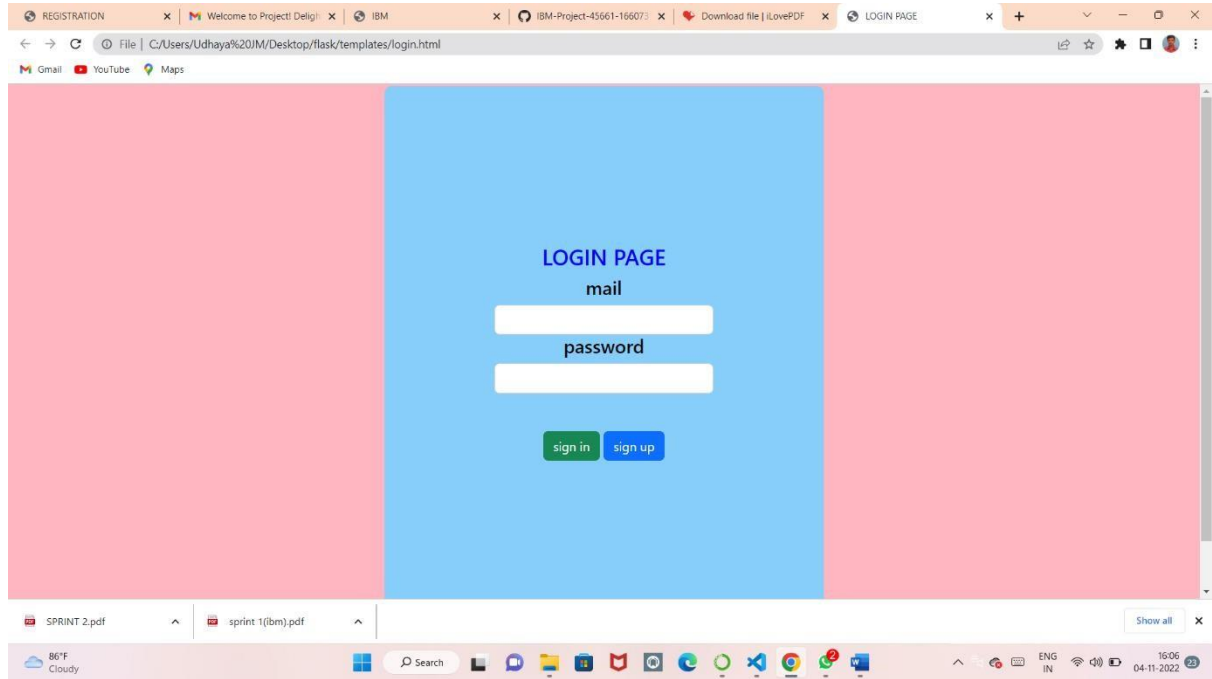 REGISTRATION
Welcome to Project! Deligh
IBM
IBM-Project-45661-166073
Download file | iLovePDF
LOGIN PAGE
File | C:/Users/Udhaya%20JM/Desktop/flask/templates/login.html
Gmail YouTube Maps
LOGIN PAGE
mail
password
sign in sign up
SPRINT 2.pdf sprint 1(ibm).pdf Show all
86°F
Cloudy
Search
2
ENG
IN
16:06
04-11-2022
23